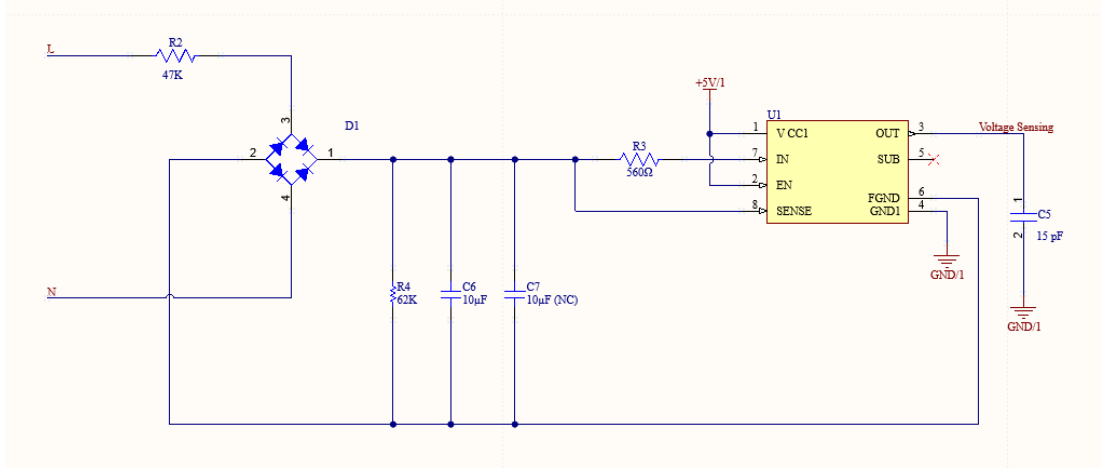 L
R2
47K
3
D1
2
1
4
N
R4
62K
C6
10µF
C7
10µF (NC)
R3
560Ω
+5V/1
U1
1 VCC1
7 IN
2 EN
8 SENSE
OUT 3
SUB 5
FGND 6
GND1 4
Voltage Sensing
1
C5
2
15 pF
GND/1
GND/1